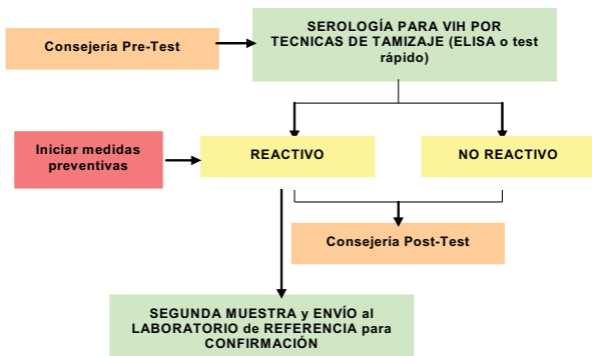 SEROLOGÍA PARA VIH POR
TECNICAS DE TAMIZAJE (ELISA o test
rápido)
Consejería Pre-Test
Iniciar medidas
preventivas
REACTIVO
NO REACTIVO
Consejería Post-Test
SEGUNDA MUESTRA y ENVÍO al
LABORATORIO de REFERENCIA para
CONFIRMACIÓN